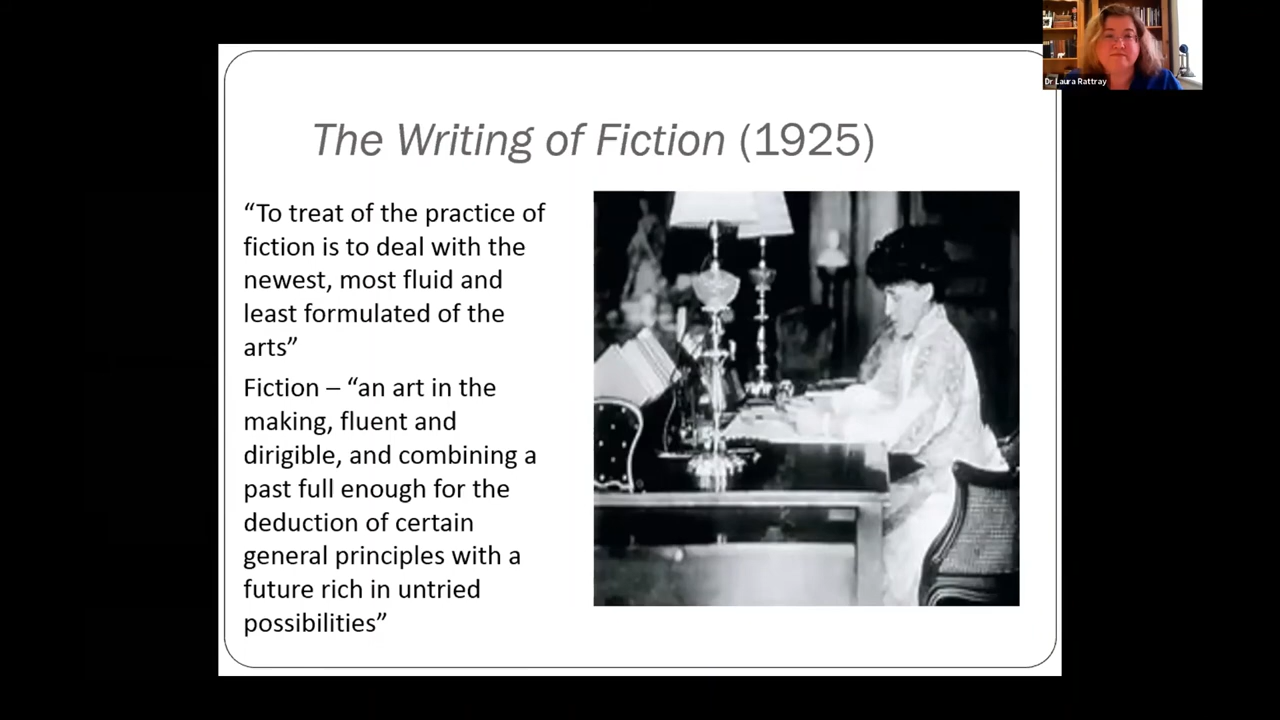 Dr Laura Rattray
The Writing of Fiction (1925)
“To treat of the practice of
fiction is to deal with the
newest, most fluid and
least formulated of the
arts”
Fiction – “an art in the
making, fluent and
dirigible, and combining a
past full enough for the
deduction of certain
general principles with a
future rich in untried
possibilities”